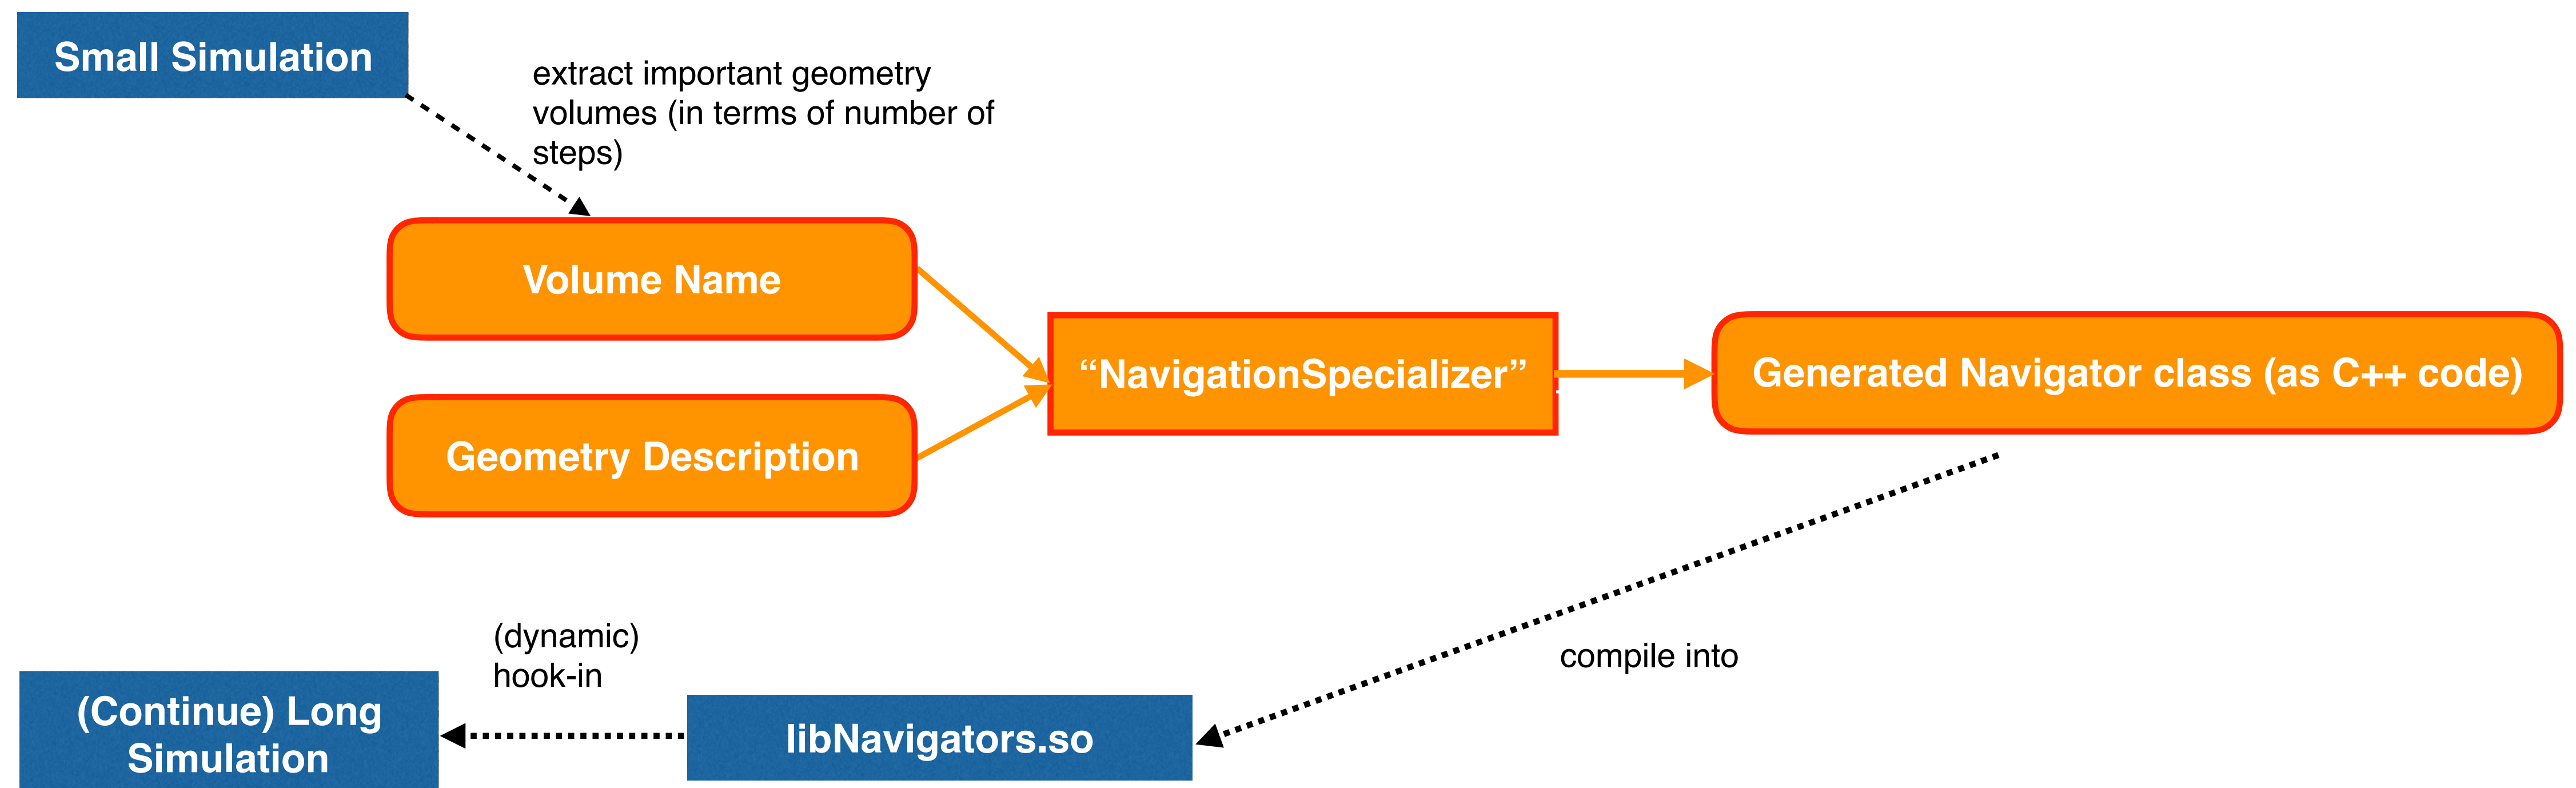 Small Simulation
extract important geometry
volumes (in terms of number of
steps)
Volume Name
Geometry Description
“NavigationSpecializer”
Generated Navigator class (as C++ code)
compile into
(dynamic)
hook-in
(Continue) Long
Simulation
libNavigators.so